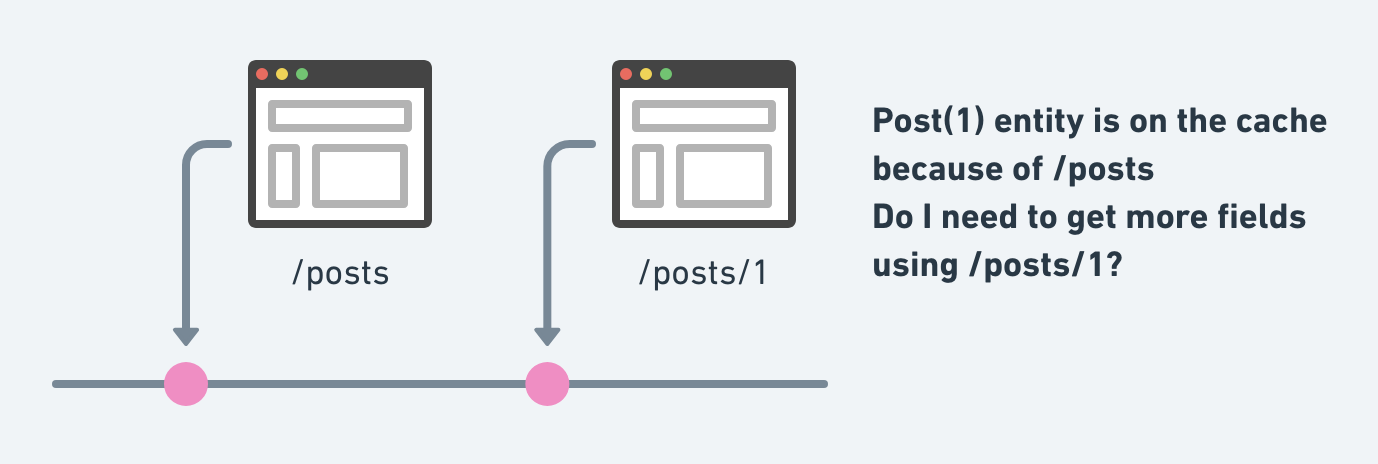 /posts
/posts/1
Post(1) entity is on the cache
because of /posts
Do I need to get more fields
using /posts/1?